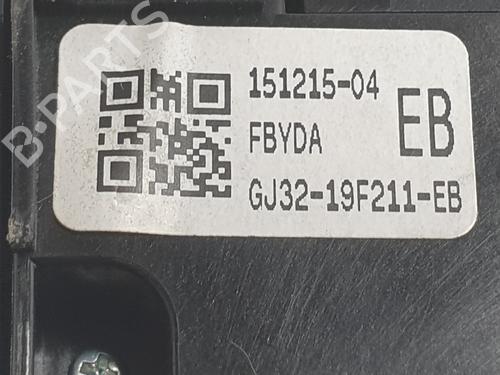 151215-04
FBYDA
EB
GJ32-19F211-EB
B-PARTS